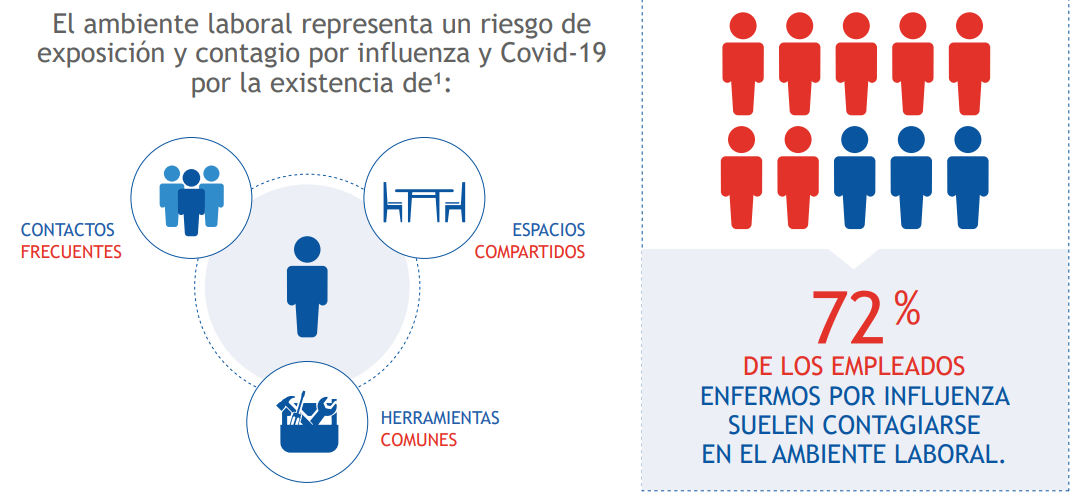 El ambiente laboral representa un riesgo de
exposición y contagio por influenza y Covid-19
por la existencia de¹:
CONTACTOS
FRECUENTES
ESPACIOS
COMPARTIDOS
HERRAMIENTAS
COMUNES
72 %
DE LOS EMPLEADOS
ENFERMOS POR INFLUENZA
SUELEN CONTAGIARSE
EN EL AMBIENTE LABORAL.